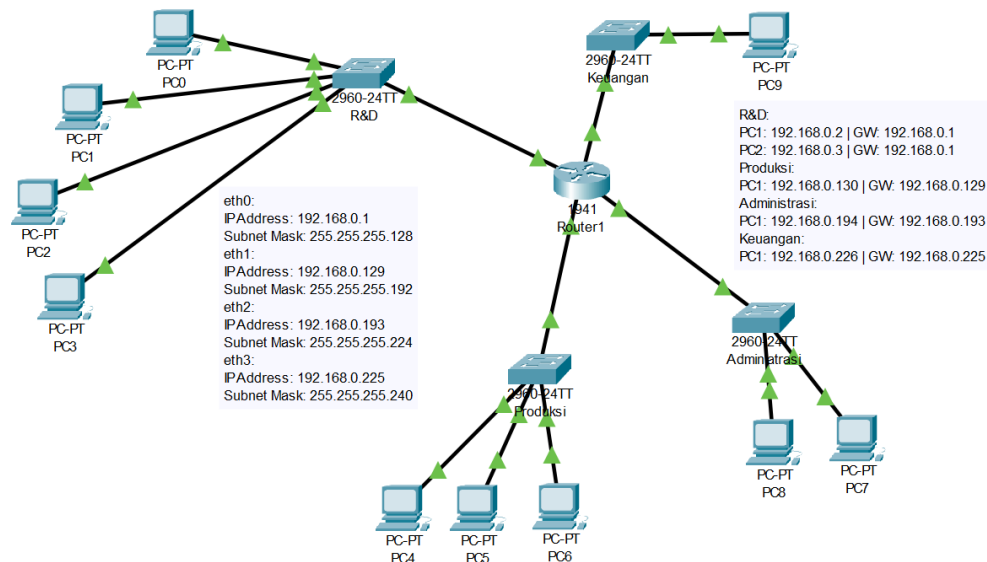 PC-PT
PC0
2960-24TT
R&D
PC-PT
PC1
PC-PT
PC2
PC-PT
PC3
2960-24TT
Keuangan
PC-PT
PC9
1941
Router1
eth0:
IPAddress: 192.168.0.1
Subnet Mask: 255.255.255.128
eth1:
IPAddress: 192.168.0.129
Subnet Mask: 255.255.255.192
eth2:
IPAddress: 192.168.0.193
Subnet Mask: 255.255.255.224
eth3:
IPAddress: 192.168.0.225
Subnet Mask: 255.255.255.240
R&D:
PC1: 192.168.0.2 | GW: 192.168.0.1
PC2: 192.168.0.3 | GW: 192.168.0.1
Produksi:
PC1: 192.168.0.130 | GW: 192.168.0.129
Administrasi:
PC1: 192.168.0.194 | GW: 192.168.0.193
Keuangan:
PC1: 192.168.0.226 | GW: 192.168.0.225
2960-24TT
Produksi
2960-24TT
Adminiatrasi
PC-PT
PC4
PC-PT
PC5
PC-PT
PC6
PC-PT
PC8
PC-PT
PC7